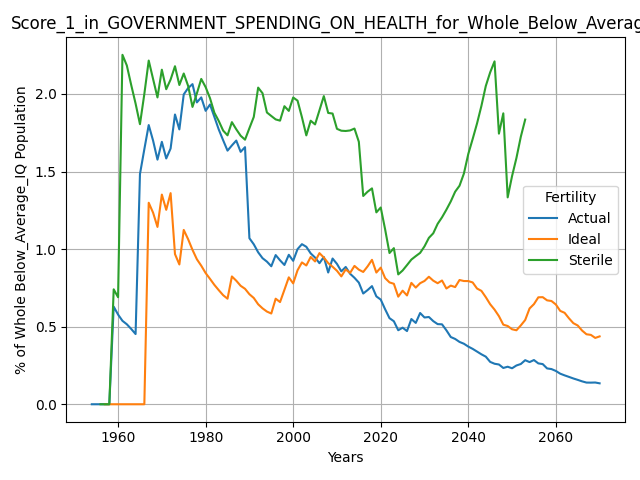 Score_1_in_GOVERNMENT_SPENDING_ON_HEALTH_for_Whole_Below_Averag
% of Whole Below_Average_IQ Population
2.0
1.5
1.0
0.5
0.0
Fertility
Actual
Ideal
Sterile
1960 1980 2000 2020 2040 2060
Years